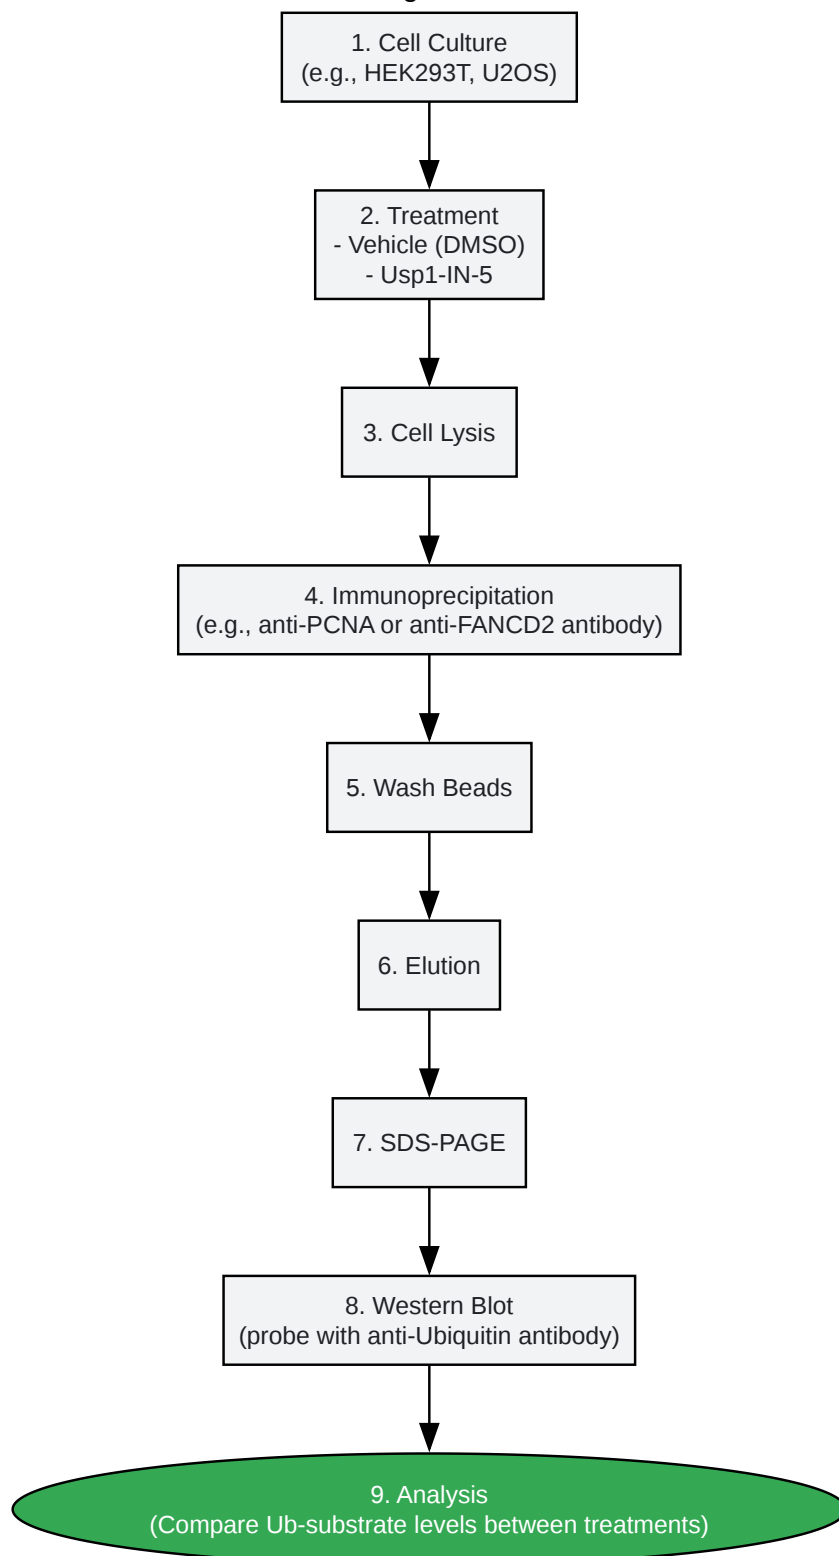 1. Cell Culture
(e.g., HEK293T, U2OS)
2. Treatment
- Vehicle (DMSO)
- Usp1-IN-5
3. Cell Lysis
4. Immunoprecipitation
(e.g., anti-PCNA or anti-FANCD2 antibody)
5. Wash Beads
6. Elution
7. SDS-PAGE
8. Western Blot
(probe with anti-Ubiquitin antibody)
9. Analysis
(Compare Ub-substrate levels between treatments)